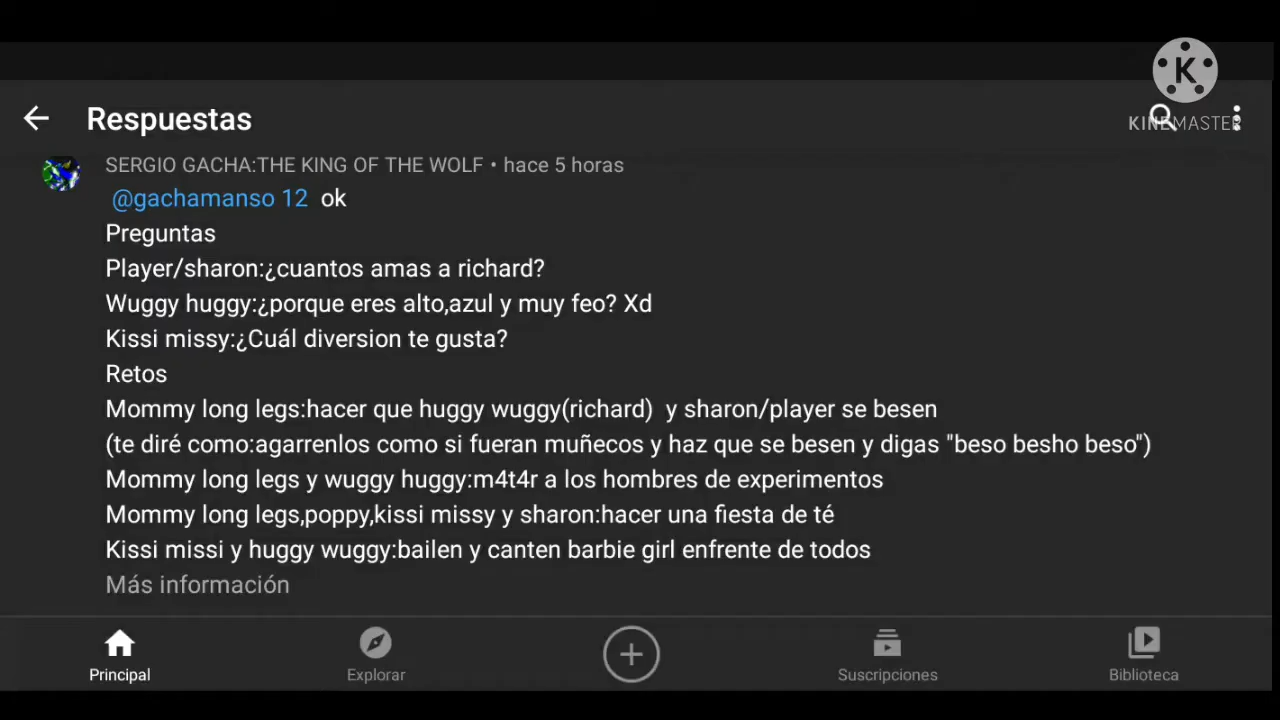 K
KINEMASTER
Respuestas
SERGIO GACHA:THE KING OF THE WOLF • hace 5 horas
@gachamanso 12 ok
Preguntas
Player/sharon:¿cuantos amas a richard?
Wuggy huggy:¿porque eres alto,azul y muy feo? Xd
Kissi missy:¿Cuál diversion te gusta?
Retos
Mommy long legs:hacer que huggy wuggy(richard) y sharon/player se besen
(te diré como:agarrenlos como si fueran muñecos y haz que se besen y digas "beso besho beso")
Mommy long legs y wuggy huggy:m4t4r a los hombres de experimentos
Mommy long legs,poppy,kissi missy y sharon:hacer una fiesta de té
Kissi missi y huggy wuggy:bailen y canten barbie girl enfrente de todos
Más información
Principal
Explorar
Suscripciones
Biblioteca